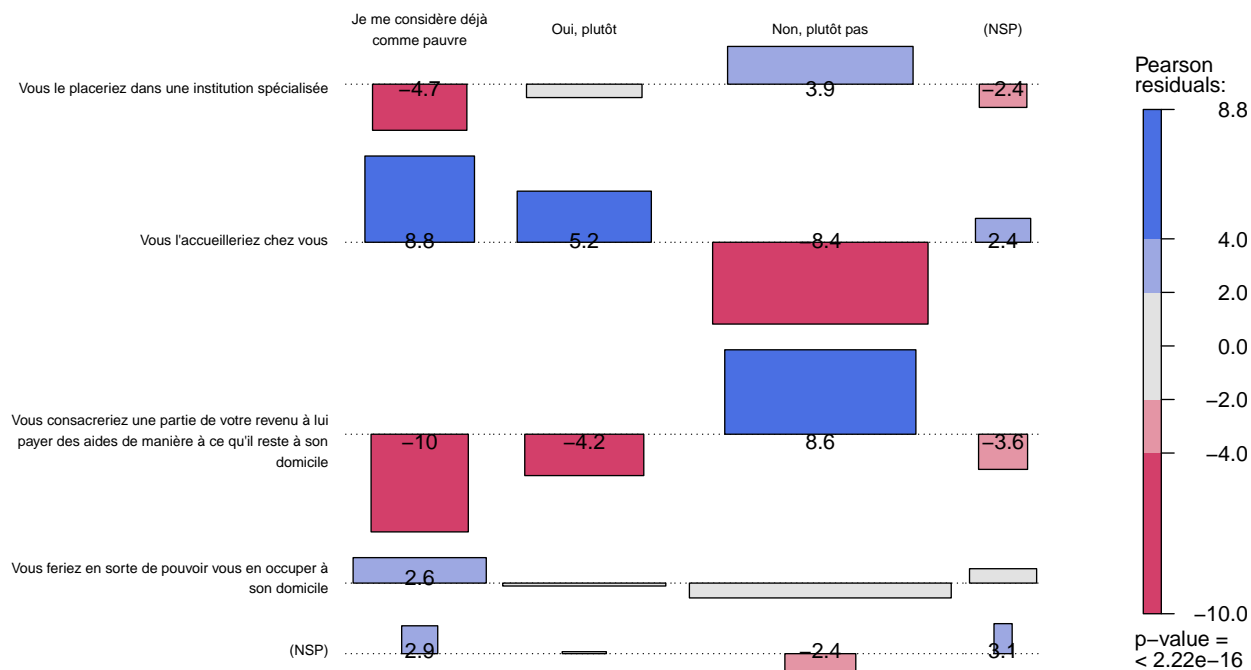 Je me considère déjà
comme pauvre
Oui, plutôt
Non, plutôt pas
(NSP)
Vous le placeriez dans une institution spécialisée
−4.7
3.9
−2.4
Vous l'accueilleriez chez vous
8.8
5.2
−8.4
2.4
Vous consacreriez une partie de votre revenu à lui
payer des aides de manière à ce qu'il reste à son
domicile
−10
−4.2
8.6
−3.6
Vous feriez en sorte de pouvoir vous en occuper à
son domicile
2.6
(NSP)
2.9
−2.4
3.1
Pearson
residuals:
8.8
4.0
2.0
0.0
−2.0
−4.0
−10.0
p−value =
< 2.22e−16